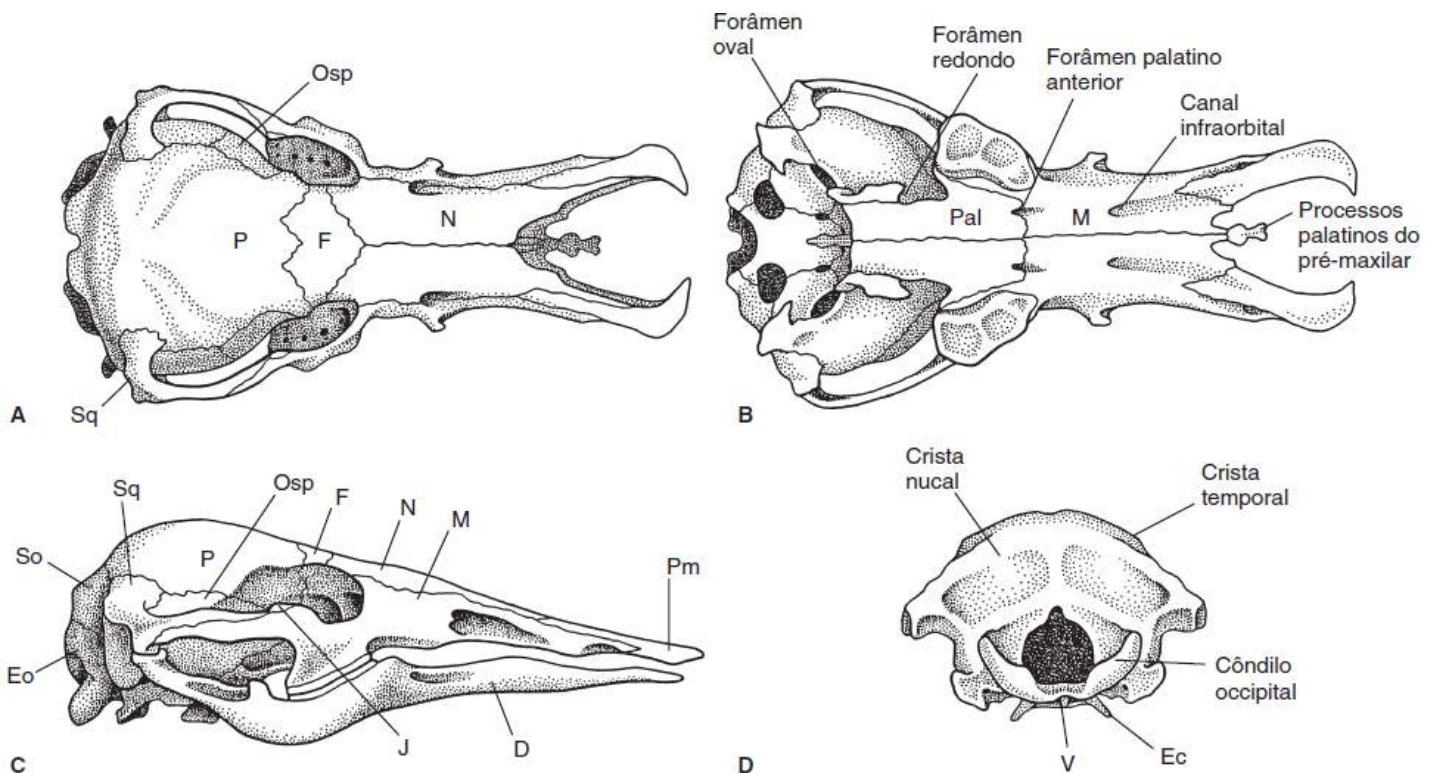 Osp
P
F
N
Sq
A
Forâmen
oval
Forâmen
redondo
Forâmen palatino
anterior
Canal
infraorbital
Pal
M
Processos
palatinos do
pré-maxilar
B
Sq
Osp
F
N
M
So
P
Pm
Eo
J
D
C
Crista
nucal
Crista
temporal
Côndilo
occipital
V
Ec
D